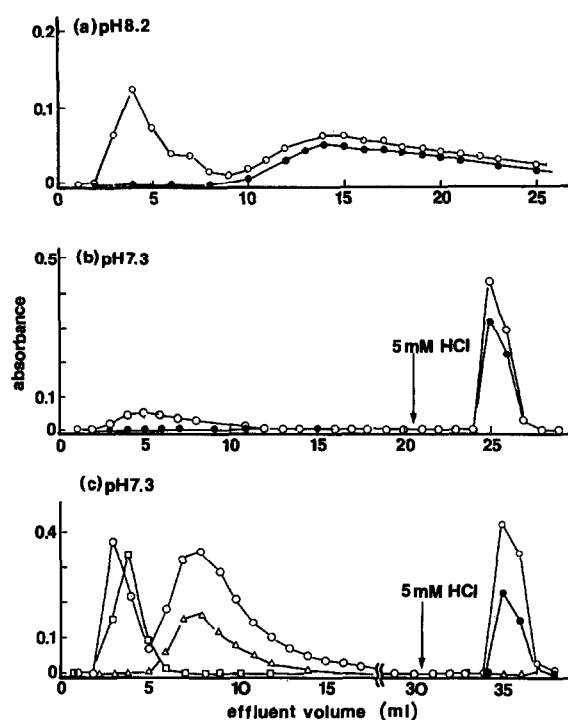 (a) pH8.2
0.2
0.1
0
0 5 10 15 20 25
(b) pH7.3
0.5
absorbance
5 mM HCl
0.1
0
0 5 10 15 20 25
(c) pH7.3
0.4
5 mM HCl
0.1
0
0 5 10 15 30 35
effluent volume (ml)